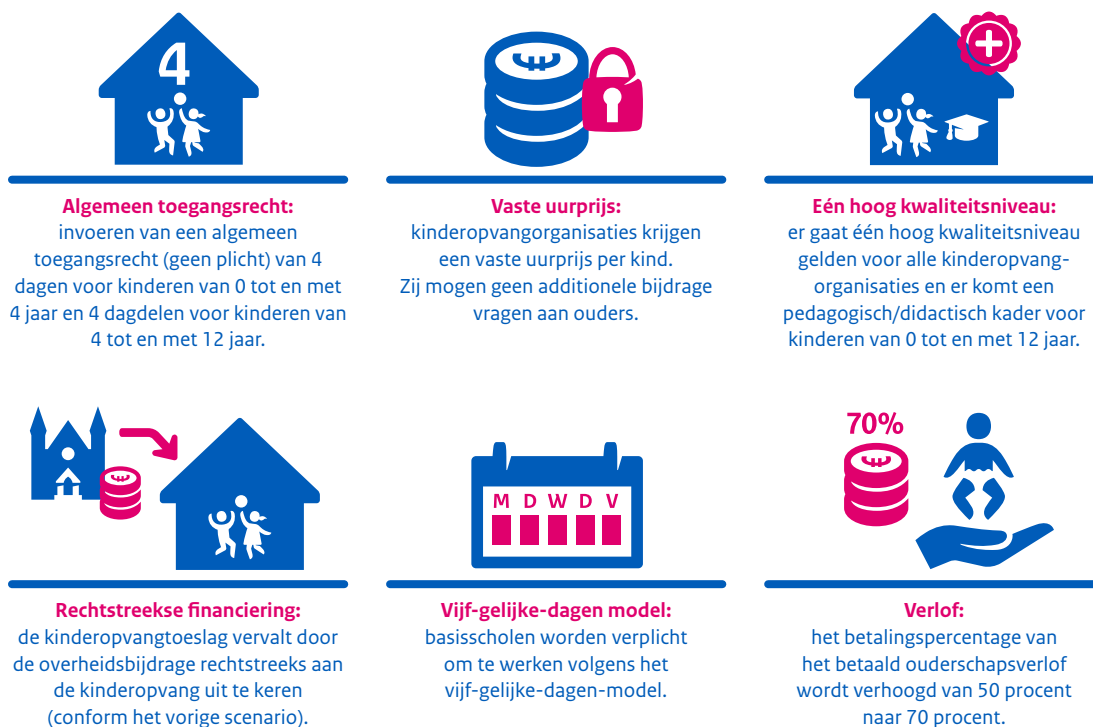 4
Algemeen toegangsrecht:
invoeren van een algemeen
toegangsrecht (geen plicht) van 4
dagen voor kinderen van 0 tot en met
4 jaar en 4 dagdelen voor kinderen van
4 tot en met 12 jaar.
Vaste uurprijs:
kinderopvangorganisaties krijgen
een vaste uurprijs per kind.
Zij mogen geen additionele bijdrage
vragen aan ouders.
Eén hoog kwaliteitsniveau:
er gaat één hoog kwaliteitsniveau
gelden voor alle kinderopvang-
organisaties en er komt een
pedagogisch/didactisch kader voor
kinderen van 0 tot en met 12 jaar.
Rechtstreekse financiering:
de kinderopvangtoeslag vervalt door
de overheidsbijdrage rechtstreeks aan
de kinderopvang uit te keren
(conform het vorige scenario).
M D W D V
Vijf-gelijke-dagen model:
basisscholen worden verplicht
om te werken volgens het
vijf-gelijke-dagen-model.
70%
Verlof:
het betalingspercentage van
het betaald ouderschapsverlof
wordt verhoogd van 50 procent
naar 70 procent.